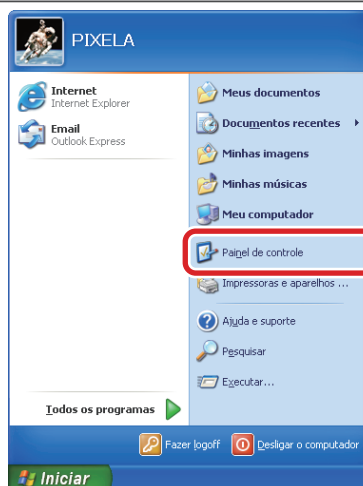 PIXELA
Internet
Internet Explorer
Email
Outlook Express
Todos os programas
Meus documentos
Documentos recentes
Minhas imagens
Minhas músicas
Meu computador
Painel de controle
Impressoras e aparelhos ...
Ajuda e suporte
Pesquisar
Executar...
Fazer logoff
Desligar o computador
Iniciar